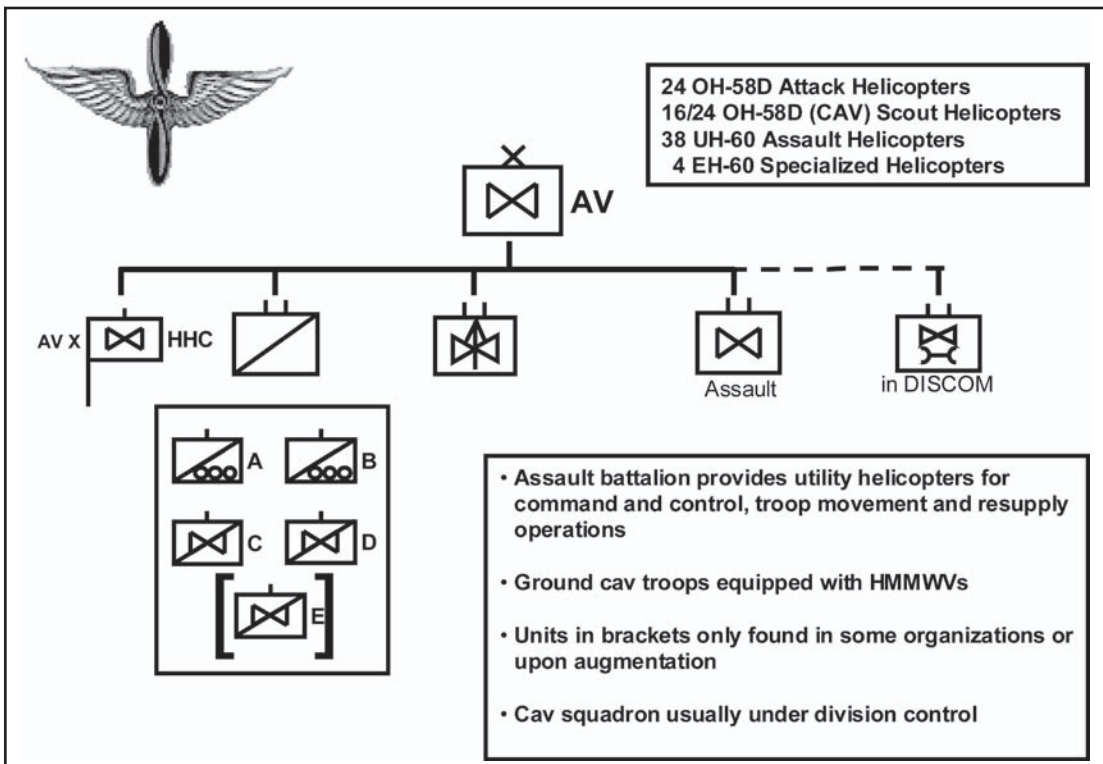 24 OH-58D Attack Helicopters
16/24 OH-58D (CAV) Scout Helicopters
38 UH-60 Assault Helicopters
4 EH-60 Specialized Helicopters
AV
AV X
HHC
Assault
in DISCOM
A
B
C
D
[E]
• Assault battalion provides utility helicopters for
command and control, troop movement and resupply
operations
• Ground cav troops equipped with HMMWVs
• Units in brackets only found in some organizations or
upon augmentation
• Cav squadron usually under division control